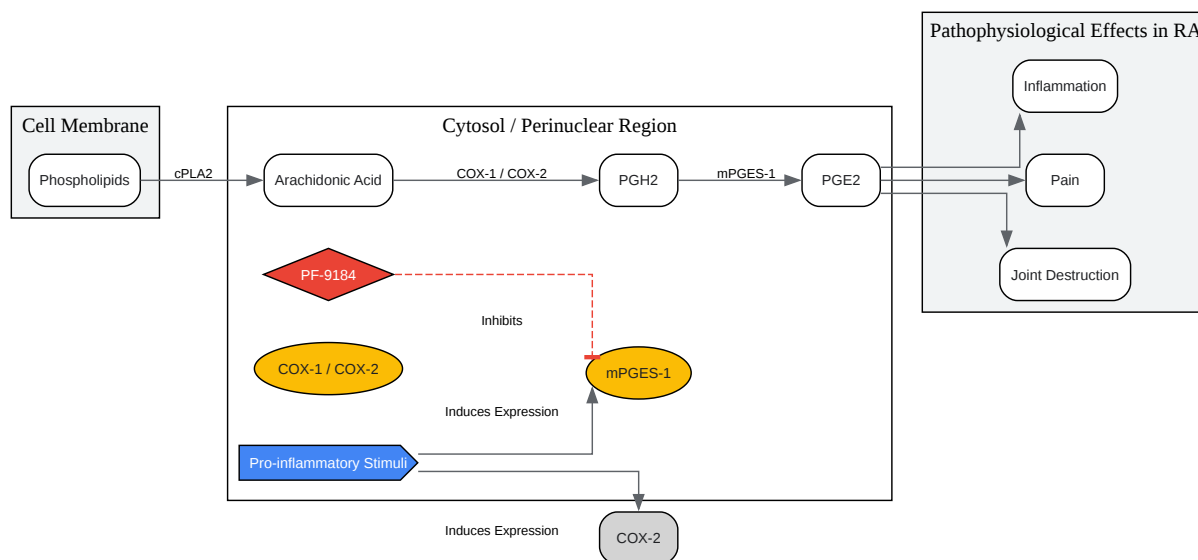 Pathophysiological Effects in RA
Inflammation
Cell Membrane
Cytosol / Perinuclear Region
Phospholipids
cPLA2
Arachidonic Acid
COX-1 / COX-2
PGH2
mPGES-1
PGE2
Pain
PF-9184
Joint Destruction
Inhibits
COX-1 / COX-2
mPGES-1
Induces Expression
Pro-inflammatory Stimuli
Induces Expression
COX-2